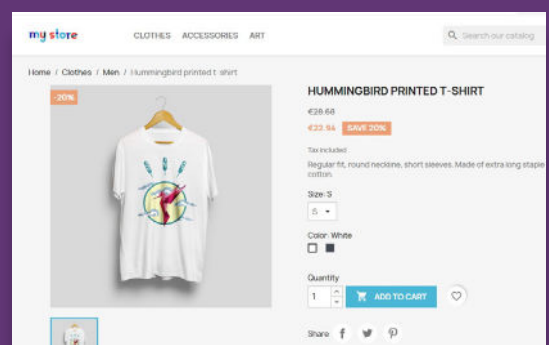 my store
CLOTHES ACCESSORIES ART
Search our catalog
Home / Clothes / Men / Hummingbird printed t-shirt
-20%
HUMMINGBIRD PRINTED T-SHIRT
€28.68
€22.94 SAVE 20%
Tax included
Regular fit, round neckline, short sleeves. Made of extra long staple
cotton.
Size: S
S
Color: White
Quantity
1 ADD TO CART
Share